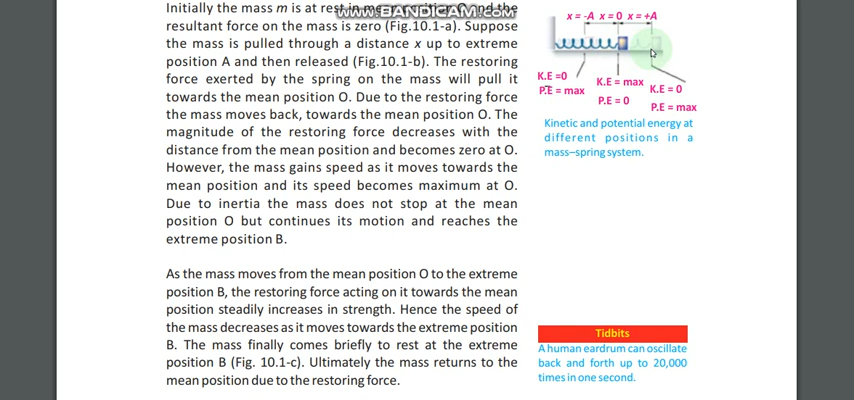 Initially the mass m is at rest in mean position O and the
www.BANDICAM.com
resultant force on the mass is zero (Fig.10.1-a). Suppose
the mass is pulled through a distance x up to extreme
position A and then released (Fig.10.1-b). The restoring
force exerted by the spring on the mass will pull it
towards the mean position O. Due to the restoring force
the mass moves back, towards the mean position O. The
magnitude of the restoring force decreases with the
distance from the mean position and becomes zero at O.
However, the mass gains speed as it moves towards the
mean position and its speed becomes maximum at O.
Due to inertia the mass does not stop at the mean
position O but continues its motion and reaches the
extreme position B.
As the mass moves from the mean position O to the extreme
position B, the restoring force acting on it towards the mean
position steadily increases in strength. Hence the speed of
the mass decreases as it moves towards the extreme position
B. The mass finally comes briefly to rest at the extreme
position B (Fig. 10.1-c). Ultimately the mass returns to the
mean position due to the restoring force.
x = -A x = 0 x = +A
K.E =0
P.E = max
K.E = max
P.E = 0
K.E = 0
P.E = max
Kinetic and potential energy at
different positions in a
mass–spring system.
Tidbits
A human eardrum can oscillate
back and forth up to 20,000
times in one second.